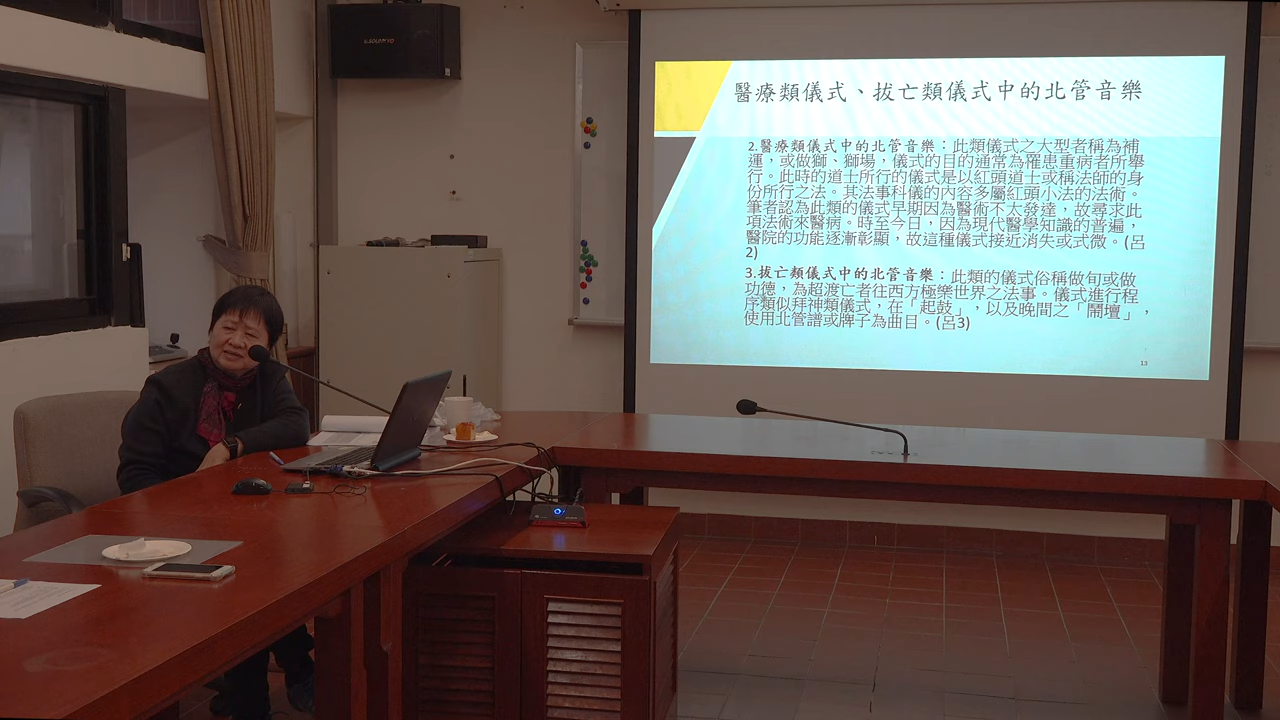 醫療類儀式、拔亡類儀式中的北管音樂
2.醫療類儀式中的北管音樂：此類儀式之大型者稱為補
運，或做獅、獅場，儀式的目的通常為罹患重病者所舉
行。此時的道士所行的儀式是以紅頭道士或稱法師的身
份所行之法。其法事科儀的內容多屬紅頭小法的法術。
筆者認為此類的儀式早期因為醫術不太發達，故尋求此
項法術來醫病。時至今日，因為現代醫學知識的普遍，
醫院的功能逐漸彰顯，故這種儀式接近消失或式微。(呂
2)
3.拔亡類儀式中的北管音樂：此類的儀式俗稱做旬或做
功德，為超渡亡者往西方極樂世界之法事。儀式進行程
序類似拜神類儀式，在「起鼓」，以及晚間之「鬧壇」，
使用北管譜或牌子為曲目。(呂3)
13